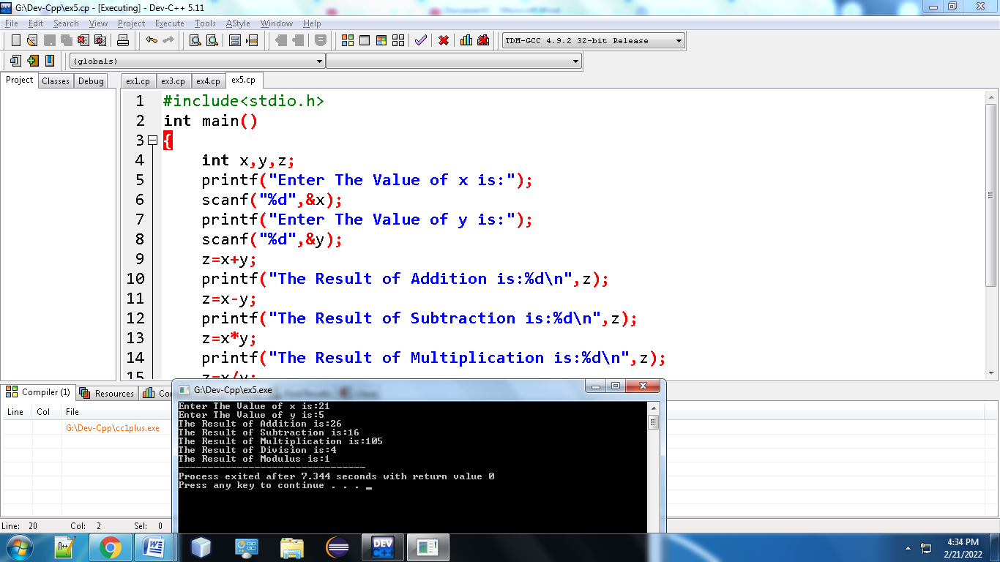 G:\Dev-Cpp\ex5.cp - [Executing] - Dev-C++ 5.11
File Edit Search View Project Execute Tools AStyle Window Help
TDM-GCC 4.9.2 32-bit Release
(globals)
Project Classes Debug ex1.cp ex3.cp ex4.cp ex5.cp
1 #include<stdio.h>
2 int main()
3 {
4 int x,y,z;
5 printf("Enter The Value of x is:");
6 scanf("%d",&x);
7 printf("Enter The Value of y is:");
8 scanf("%d",&y);
9 z=x+y;
10 printf("The Result of Addition is:%d\n",z);
11 z=x-y;
12 printf("The Result of Subtraction is:%d\n",z);
13 z=x*y;
14 printf("The Result of Multiplication is:%d\n",z);
15 z=x/y;
Compiler (1) Resources
Line Col File
G:\Dev-Cpp\cc1plus.exe
G:\Dev-Cpp\ex5.exe
Enter The Value of x is:21
Enter The Value of y is:5
The Result of Addition is:26
The Result of Subtraction is:16
The Result of Multiplication is:105
The Result of Division is:4
The Result of Modulus is:1
--------------------------------
Process exited after 7.344 seconds with return value 0
Press any key to continue . . .
Line: 20 Col: 2 Sel: 0
DEV C++
4:34 PM
2/21/2022